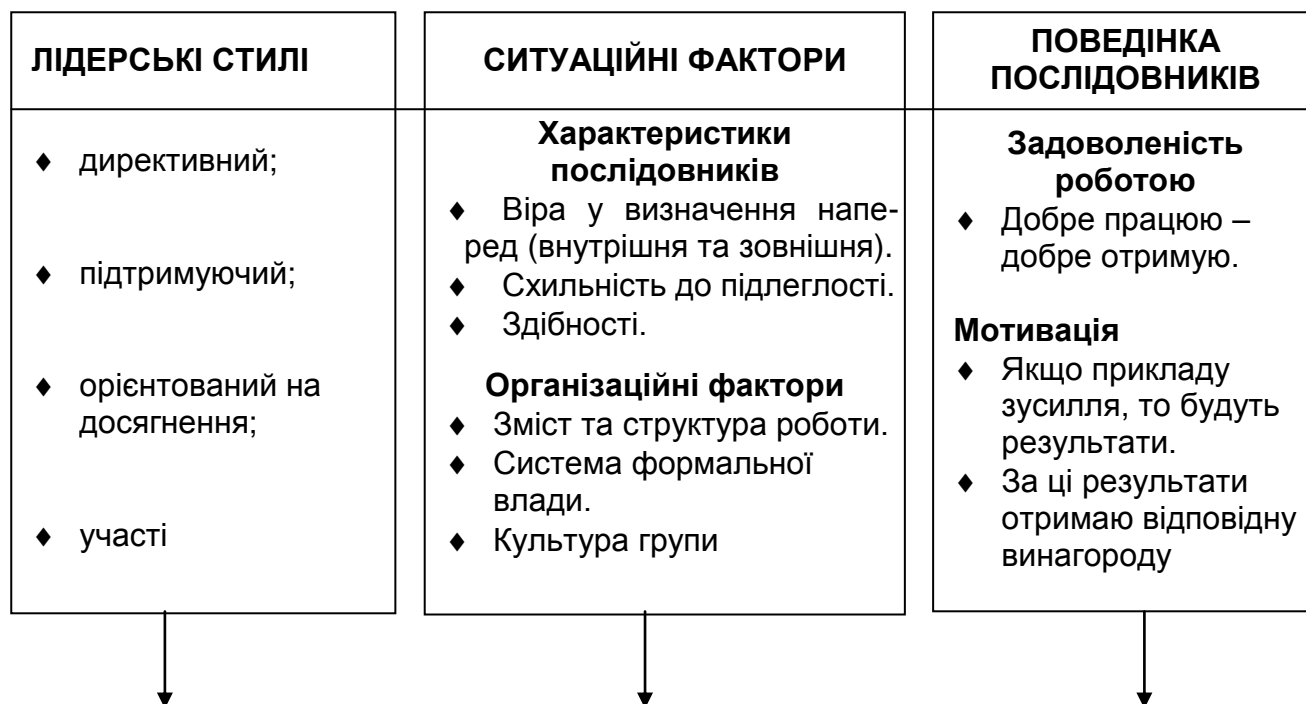 ЛІДЕРСЬКІ СТИЛІ
♦ директивний;
♦ підтримуючий;
♦ орієнтований на
досягнення;
♦ участі
СИТУАЦІЙНІ ФАКТОРИ
Характеристики
послідовників
♦ Віра у визначення напе-
ред (внутрішня та зовнішня).
♦ Схильність до підлеглості.
♦ Здібності.
Організаційні фактори
♦ Зміст та структура роботи.
♦ Система формальної
влади.
♦ Культура групи
ПОВЕДІНКА
ПОСЛІДОВНИКІВ
Задоволеність
роботою
♦ Добре працюю –
добре отримую.
Мотивація
♦ Якщо прикладу
зусилля, то будуть
результати.
♦ За ці результати
отримаю відповідну
винагороду